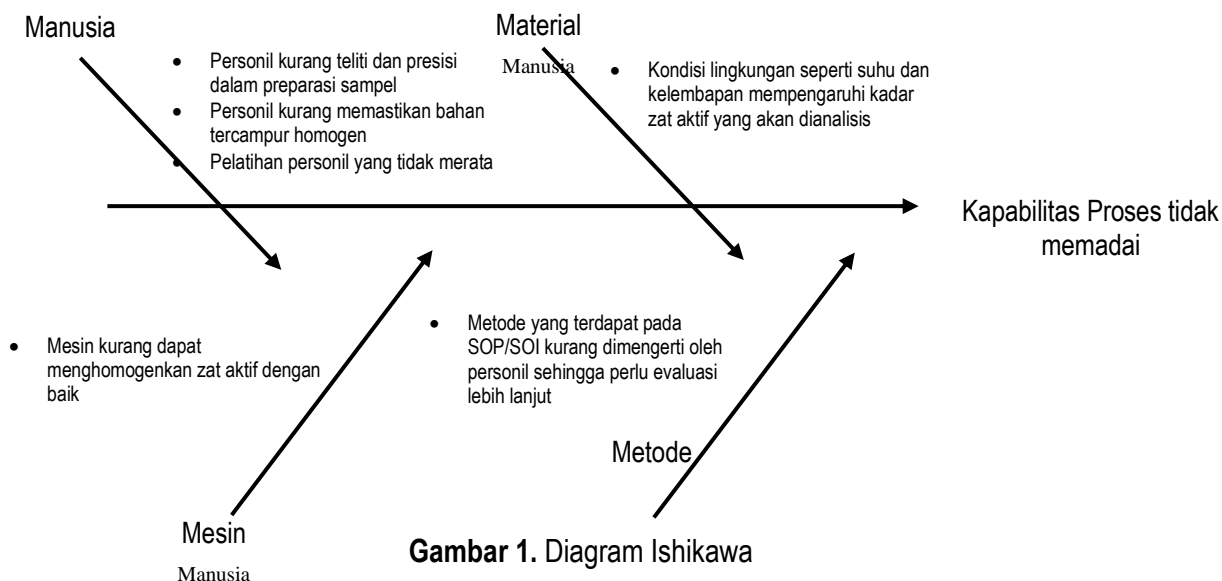 Manusia
Personil kurang teliti dan presisi
dalam preparasi sampel
Personil kurang memastikan bahan
tercampur homogen
Pelatihan personil yang tidak merata
Material
Manusia
Kondisi lingkungan seperti suhu dan
kelembapan mempengaruhi kadar
zat aktif yang akan dianalisis
Kapabilitas Proses tidak
memadai
Mesin kurang dapat
menghomogenkan zat aktif dengan
baik
Metode yang terdapat pada
SOP/SOI kurang dimengerti oleh
personil sehingga perlu evaluasi
lebih lanjut
Metode
Mesin
Manusia
Gambar 1. Diagram Ishikawa